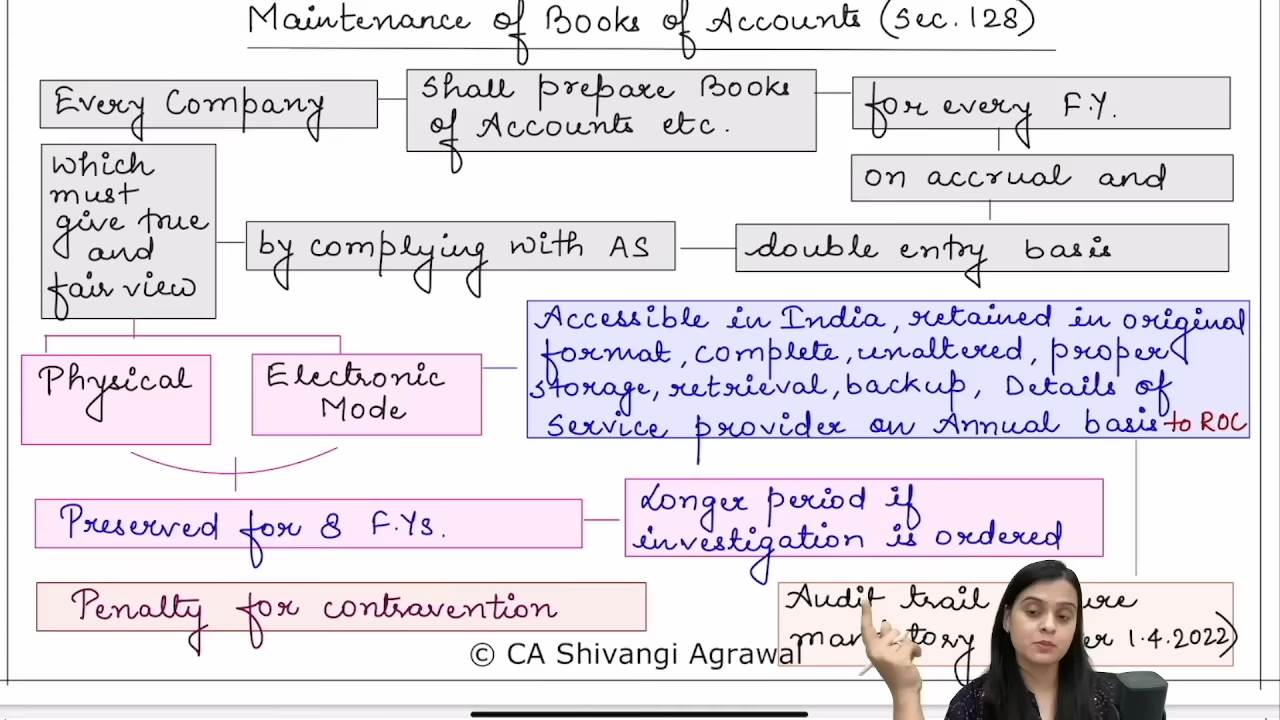 Maintenance of Books of Accounts (Sec. 128)
Every Company
Shall prepare Books
of Accounts etc.
for every F.Y.
on accrual and
double entry basis
by complying with AS
which
must
give true
and
fair view
Physical
Electronic
Mode
Accessible in India, retained in original
format, complete, unaltered, proper
storage, retrieval, backup, Details of
Service provider on Annual basis to ROC
Preserved for 8 F.Ys.
Longer period if
investigation is ordered
Penalty for contravention
Audit trail
1.4.2022)
© CA Shivangi Agrawal